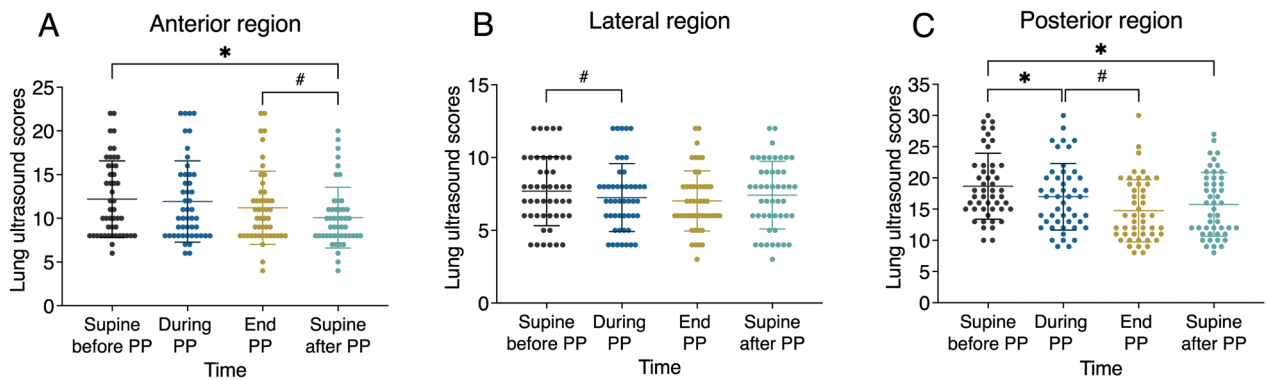 A
Anterior region
*
#
Lung ultrasound scores
25
20
15
10
5
0
Supine before PP
During PP
End PP
Supine after PP
Time
B
Lateral region
#
Lung ultrasound scores
15
10
5
0
Supine before PP
During PP
End PP
Supine after PP
Time
C
Posterior region
*
*
#
Lung ultrasound scores
35
30
25
20
15
10
5
0
Supine before PP
During PP
End PP
Supine after PP
Time